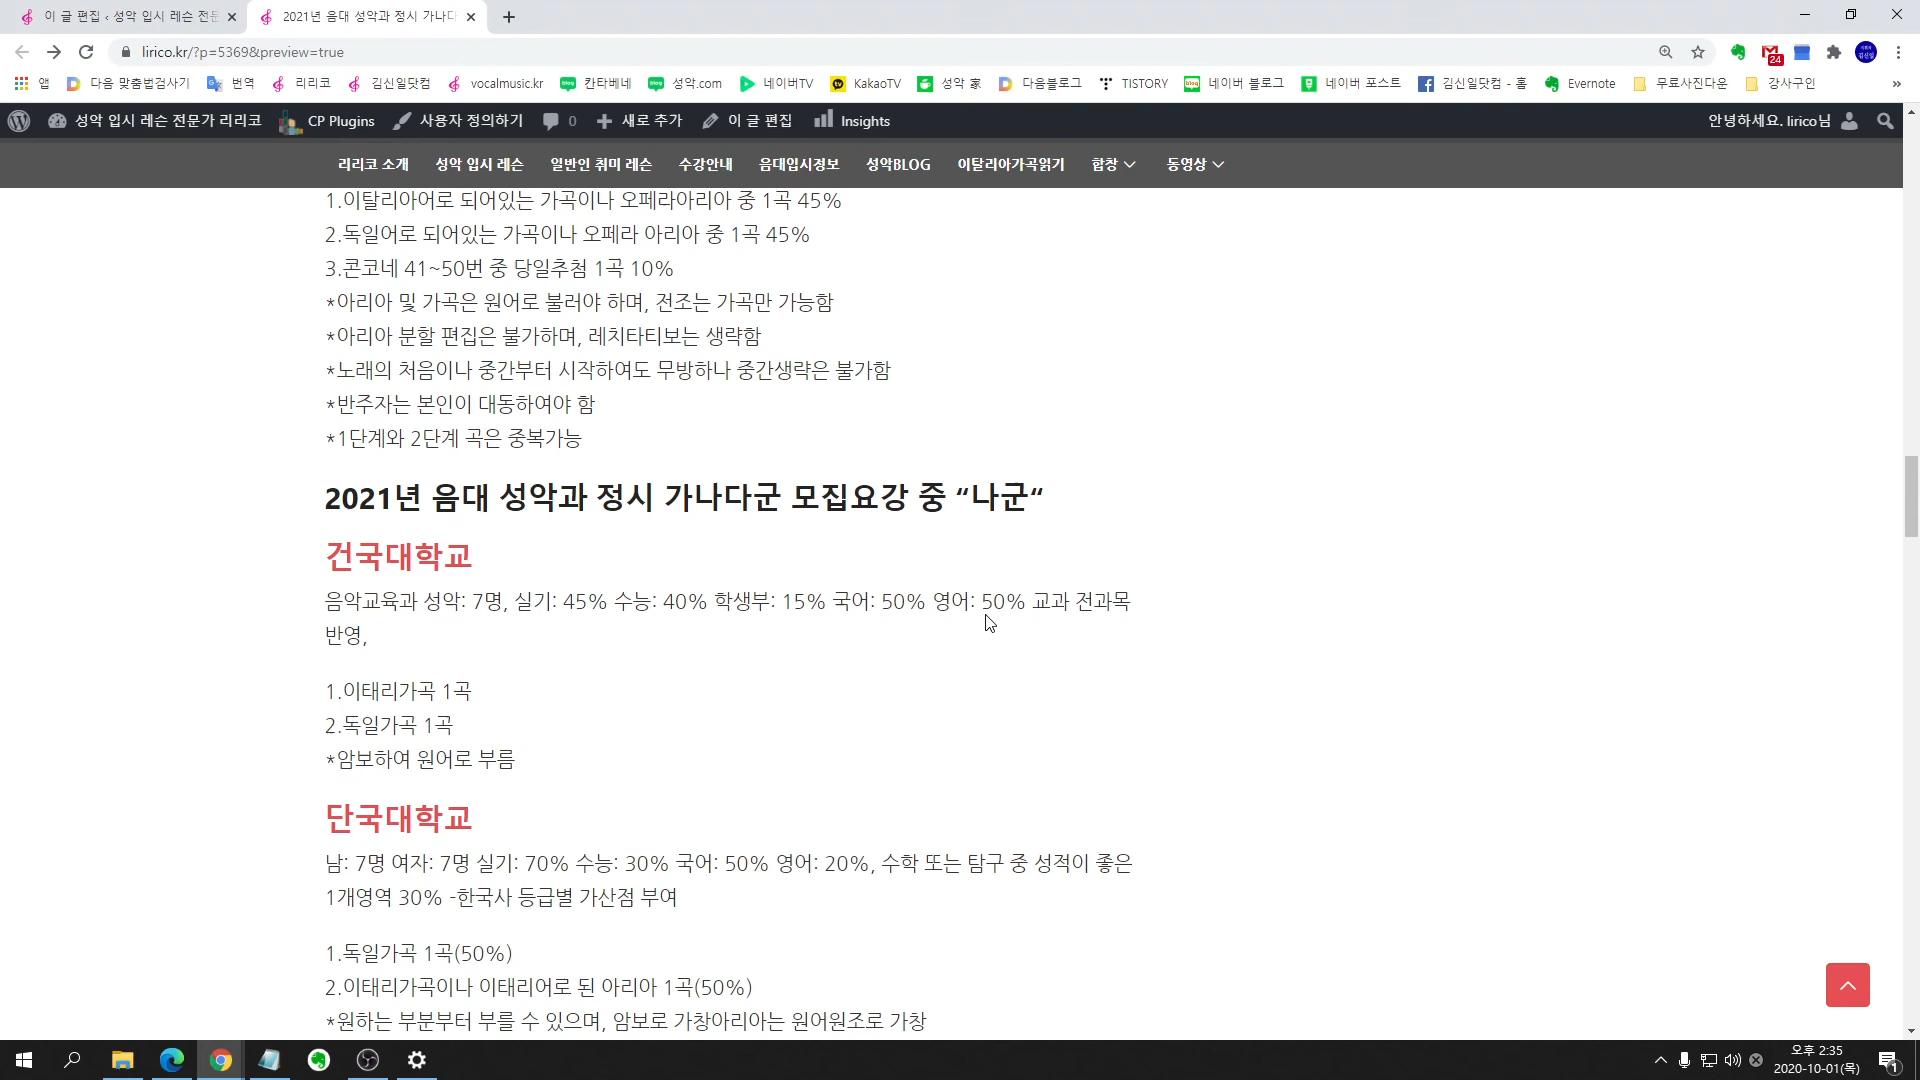 이 글 편집 ‹ 성악 입시 레슨 전문
2021년 음대 성악과 정시 가나다
lirico.kr/?p=5369&preview=true
24
앱 다음 맞춤법검사기 번역 리리코 김신일닷컴 vocalmusic.kr 칸타베네 성악.com 네이버TV KakaoTV 성악 家 다음블로그 TISTORY 네이버 블로그 네이버 포스트 김신일닷컴 - 홈 Evernote 무료사진다운 강사구인 »
성악 입시 레슨 전문가 리리코 CP Plugins 사용자 정의하기 0 새로 추가 이 글 편집 Insights 안녕하세요. lirico님
리리코 소개 성악 입시 레슨 일반인 취미 레슨 수강안내 음대입시정보 성악BLOG 이탈리아가곡읽기 합창 동영상
1.이탈리아어로 되어있는 가곡이나 오페라아리아 중 1곡 45%
2.독일어로 되어있는 가곡이나 오페라 아리아 중 1곡 45%
3.콘코네 41~50번 중 당일추첨 1곡 10%
*아리아 및 가곡은 원어로 불러야 하며, 전조는 가곡만 가능함
*아리아 분할 편집은 불가하며, 레치타티보는 생략함
*노래의 처음이나 중간부터 시작하여도 무방하나 중간생략은 불가함
*반주자는 본인이 대동하여야 함
*1단계와 2단계 곡은 중복가능
2021년 음대 성악과 정시 가나다군 모집요강 중 “나군“
건국대학교
음악교육과 성악: 7명, 실기: 45% 수능: 40% 학생부: 15% 국어: 50% 영어: 50% 교과 전과목
반영,
1.이태리가곡 1곡
2.독일가곡 1곡
*암보하여 원어로 부름
단국대학교
남: 7명 여자: 7명 실기: 70% 수능: 30% 국어: 50% 영어: 20%, 수학 또는 탐구 중 성적이 좋은
1개영역 30% -한국사 등급별 가산점 부여
1.독일가곡 1곡(50%)
2.이태리가곡이나 이태리어로 된 아리아 1곡(50%)
*원하는 부분부터 부를 수 있으며, 암보로 가창아리아는 원어원조로 가창
오후 2:35
2020-10-01(목)
1